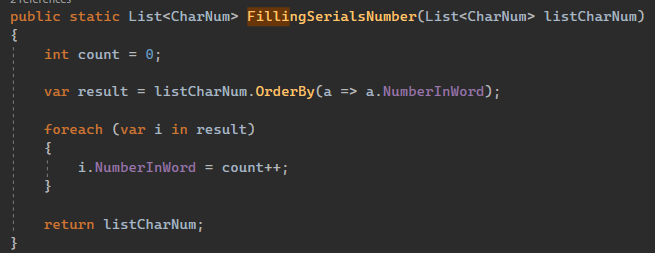 2 references
public static List<CharNum> FillingSerialsNumber(List<CharNum> listCharNum)
{
int count = 0;
var result = listCharNum.OrderBy(a => a.NumberInWord);
foreach (var i in result)
{
i.NumberInWord = count++;
}
return listCharNum;
}